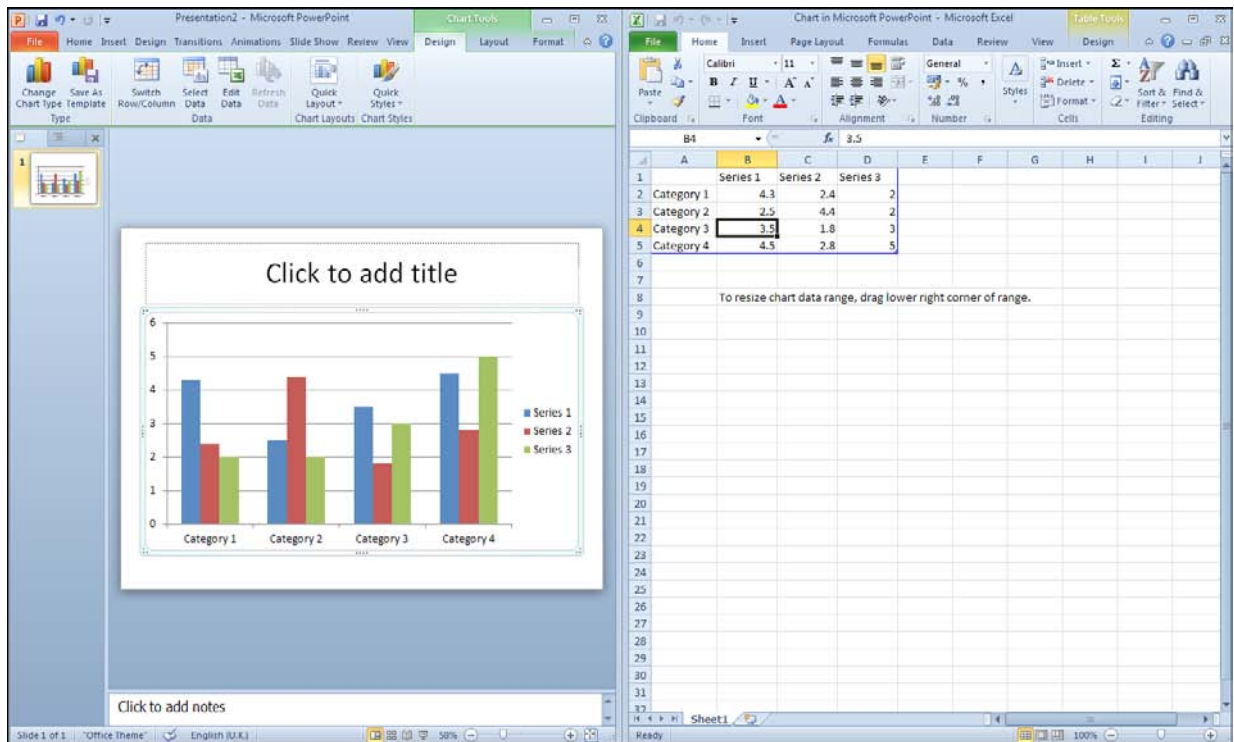 Presentation2 - Microsoft PowerPoint
Chart Tools
File Home Insert Design Transitions Animations Slide Show Review View Design Layout Format
Change Chart Type
Save As Template
Switch Row/Column
Select Data
Edit Data
Refresh Data
Quick Layout
Quick Styles
Type
Data
Chart Layouts
Chart Styles
1
Click to add title
6
5
4
3
2
1
0
Category 1 Category 2 Category 3 Category 4
Series 1
Series 2
Series 3
Click to add notes
Slide 1 of 1 "Office Theme" English (U.K.) 50%
Chart in Microsoft PowerPoint - Microsoft Excel
Table Tools
File Home Insert Page Layout Formulas Data Review View Design
Paste
Calibri 11
B I U A A
A
General
% ,
Styles
Insert
Delete
Format
Σ
Sort & Filter
Find & Select
Clipboard Font Alignment Number Cells Editing
B4 fx 3.5
A B C D E F G H I J
1 Series 1 Series 2 Series 3
2 Category 1 4.3 2.4 2
3 Category 2 2.5 4.4 2
4 Category 3 3.5 1.8 3
5 Category 4 4.5 2.8 5
6
7
8 To resize chart data range, drag lower right corner of range.
9
10
11
12
13
14
15
16
17
18
19
20
21
22
23
24
25
26
27
28
29
30
31
32
Sheet1
Ready 100%